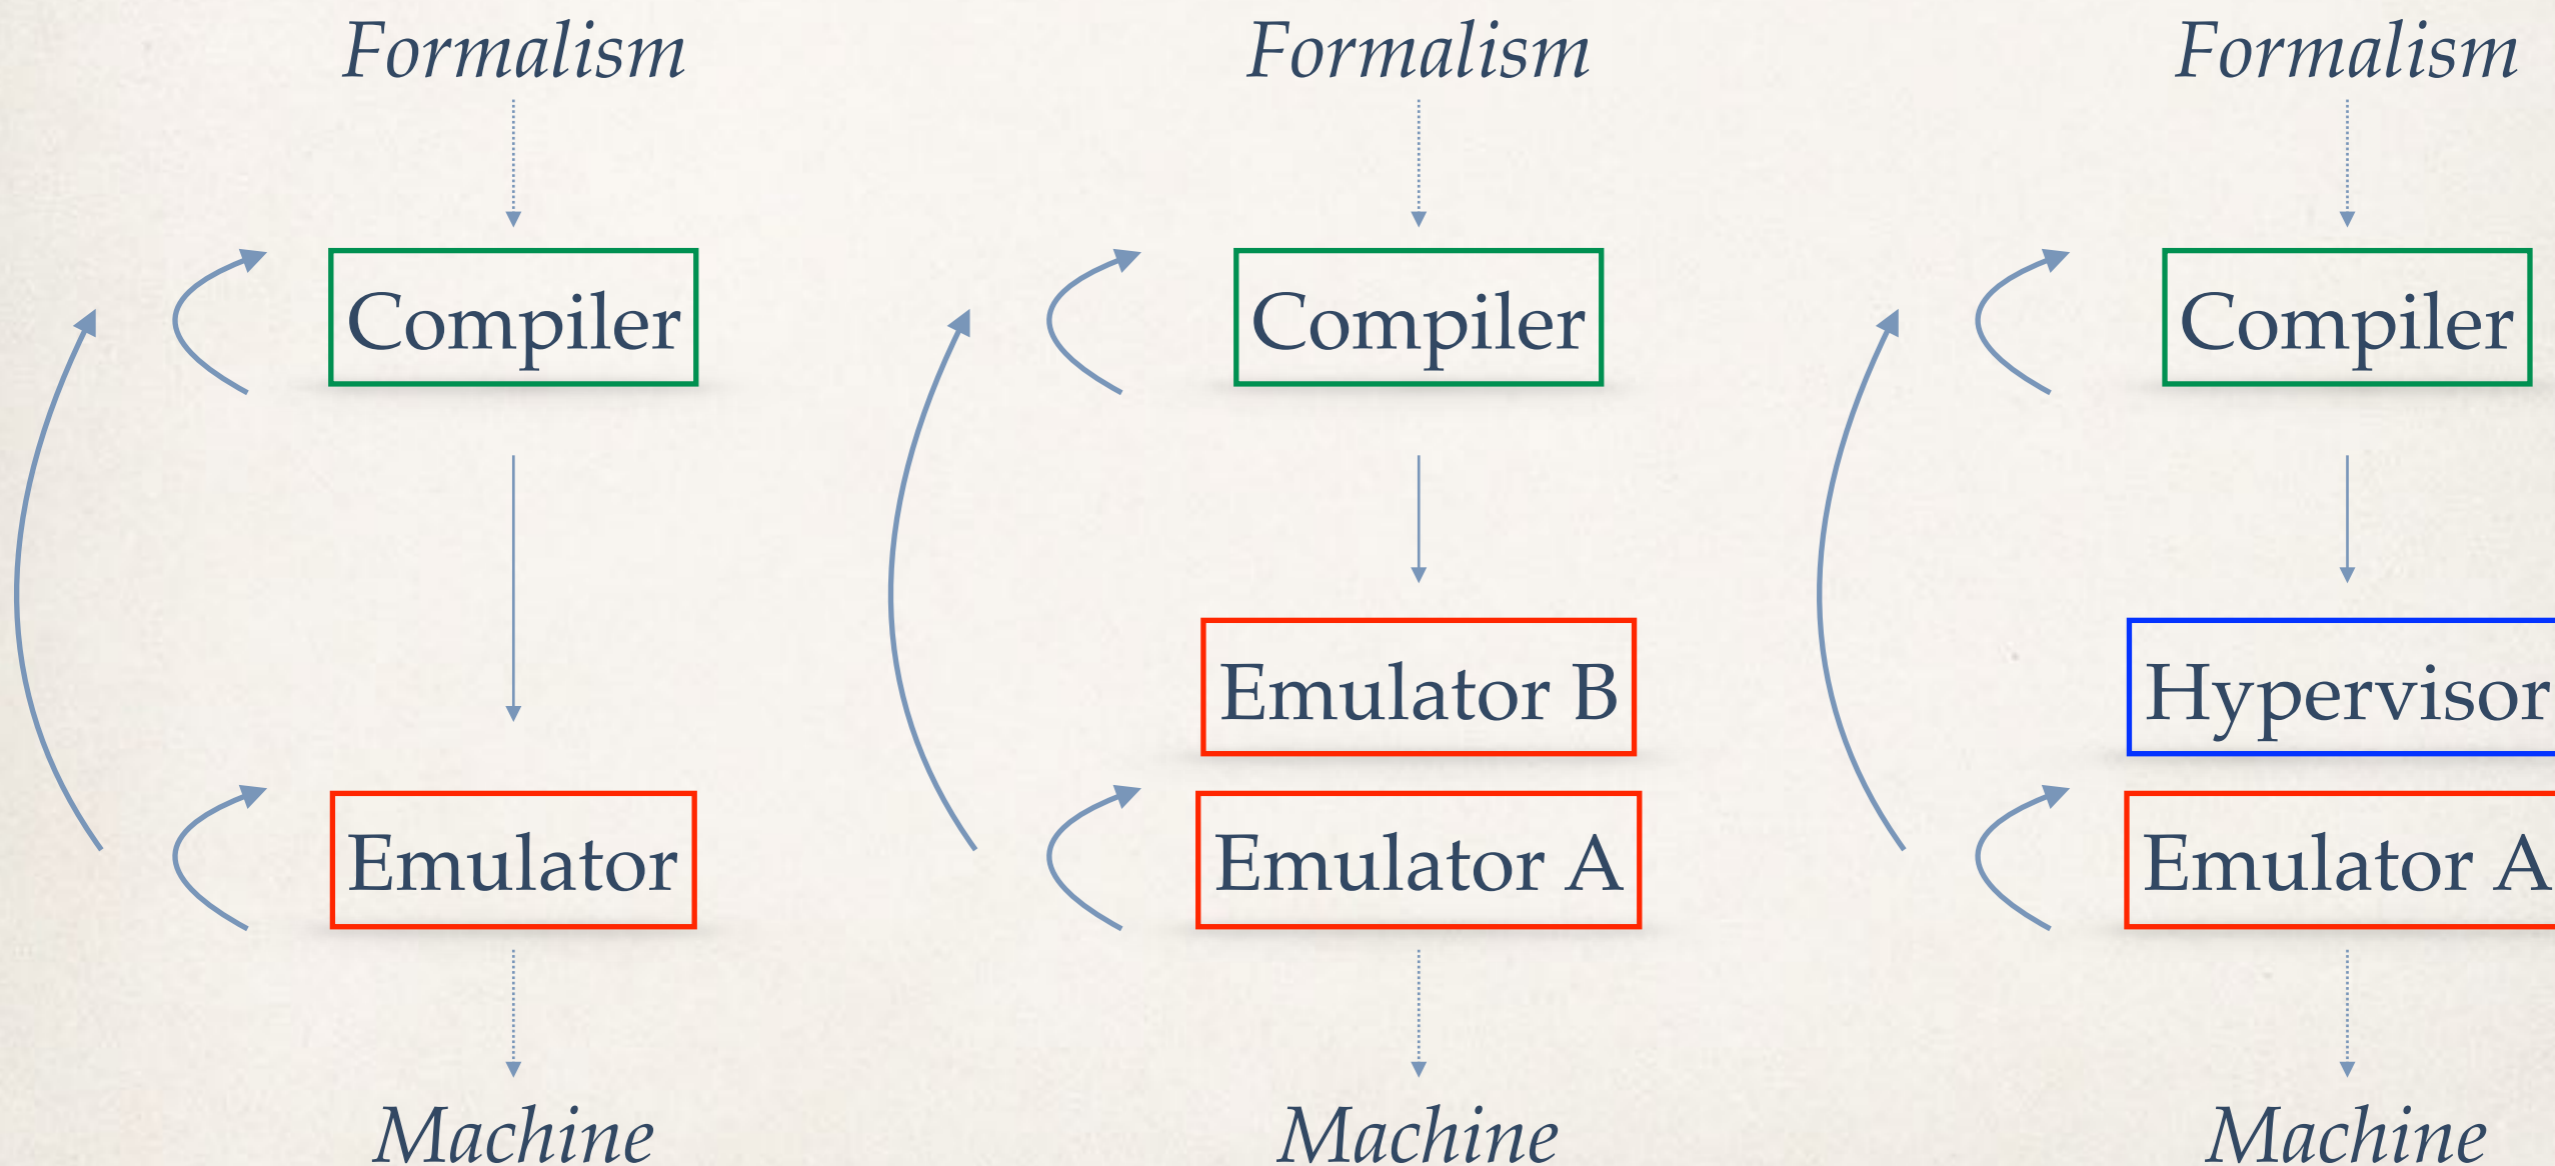 Formalism
Compiler
Emulator
Machine
Formalism
Compiler
Emulator B
Emulator A
Machine
Formalism
Compiler
Hypervisor
Emulator A
Machine